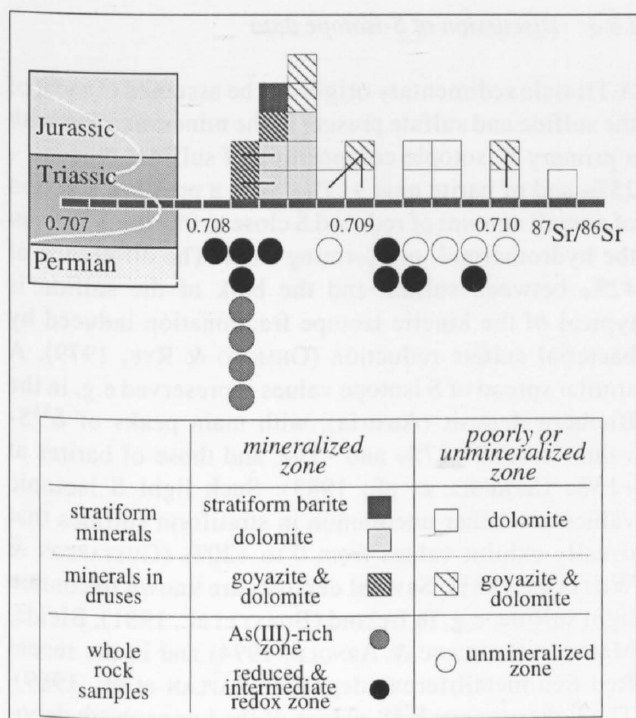 Jurassic
Triassic
0.707 0.708 0.709 0.710 87Sr/86Sr
Permian
mineralized zone
poorly or unmineralized zone
stratiform minerals
stratiform barite
dolomite
dolomite
minerals in druses
goyazite & dolomite
goyazite & dolomite
whole rock samples
As(III)-rich zone
reduced & intermediate redox zone
unmineralized zone